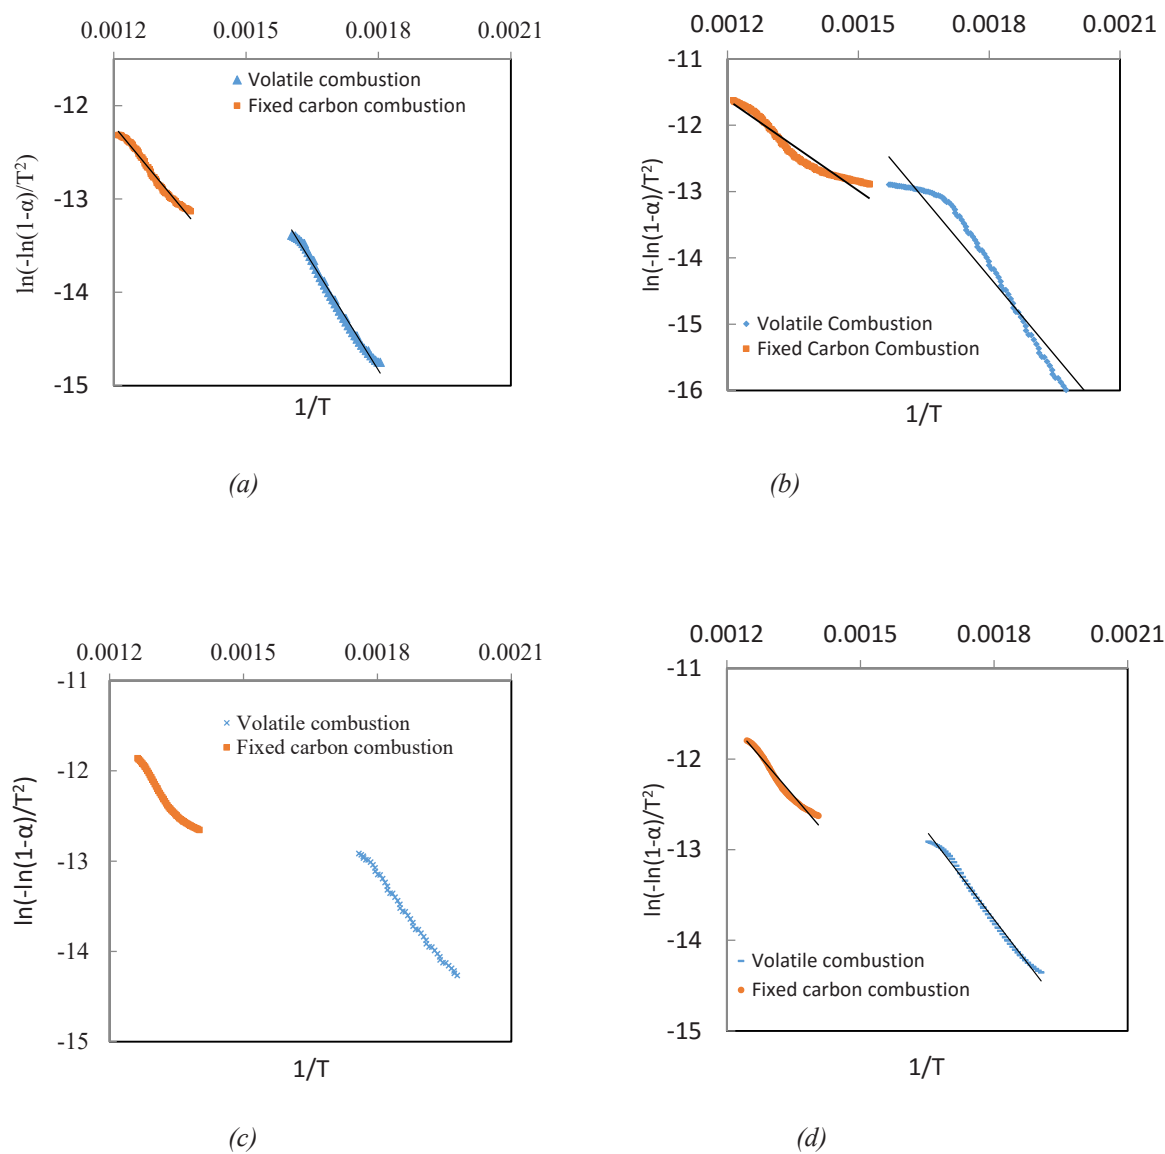 0.0012 0.0015 0.0018 0.0021
-12
-13
-14
-15
ln(-ln(1-α)/T²)
Volatile combustion
Fixed carbon combustion
1/T
(a)
0.0012 0.0015 0.0018 0.0021
-11
-12
-13
-14
-15
-16
ln(-ln(1-α)/T²)
Volatile Combustion
Fixed Carbon Combustion
1/T
(b)
0.0012 0.0015 0.0018 0.0021
-11
-12
-13
-14
-15
ln(-ln(1-α)/T²)
Volatile combustion
Fixed carbon combustion
1/T
(c)
0.0012 0.0015 0.0018 0.0021
-11
-12
-13
-14
-15
ln(-ln(1-α)/T²)
Volatile combustion
Fixed carbon combustion
1/T
(d)